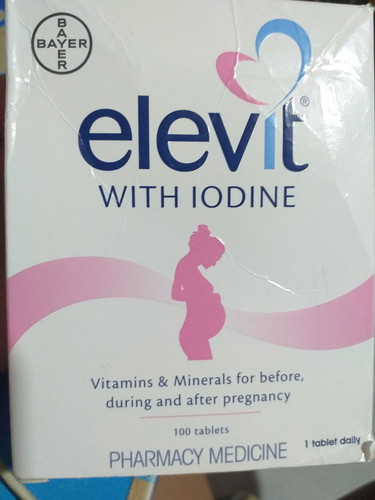 BAYER
BAYER
elevit®
WITH IODINE
Vitamins & Minerals for before,
during and after pregnancy
100 tablets
1 tablet daily
PHARMACY MEDICINE